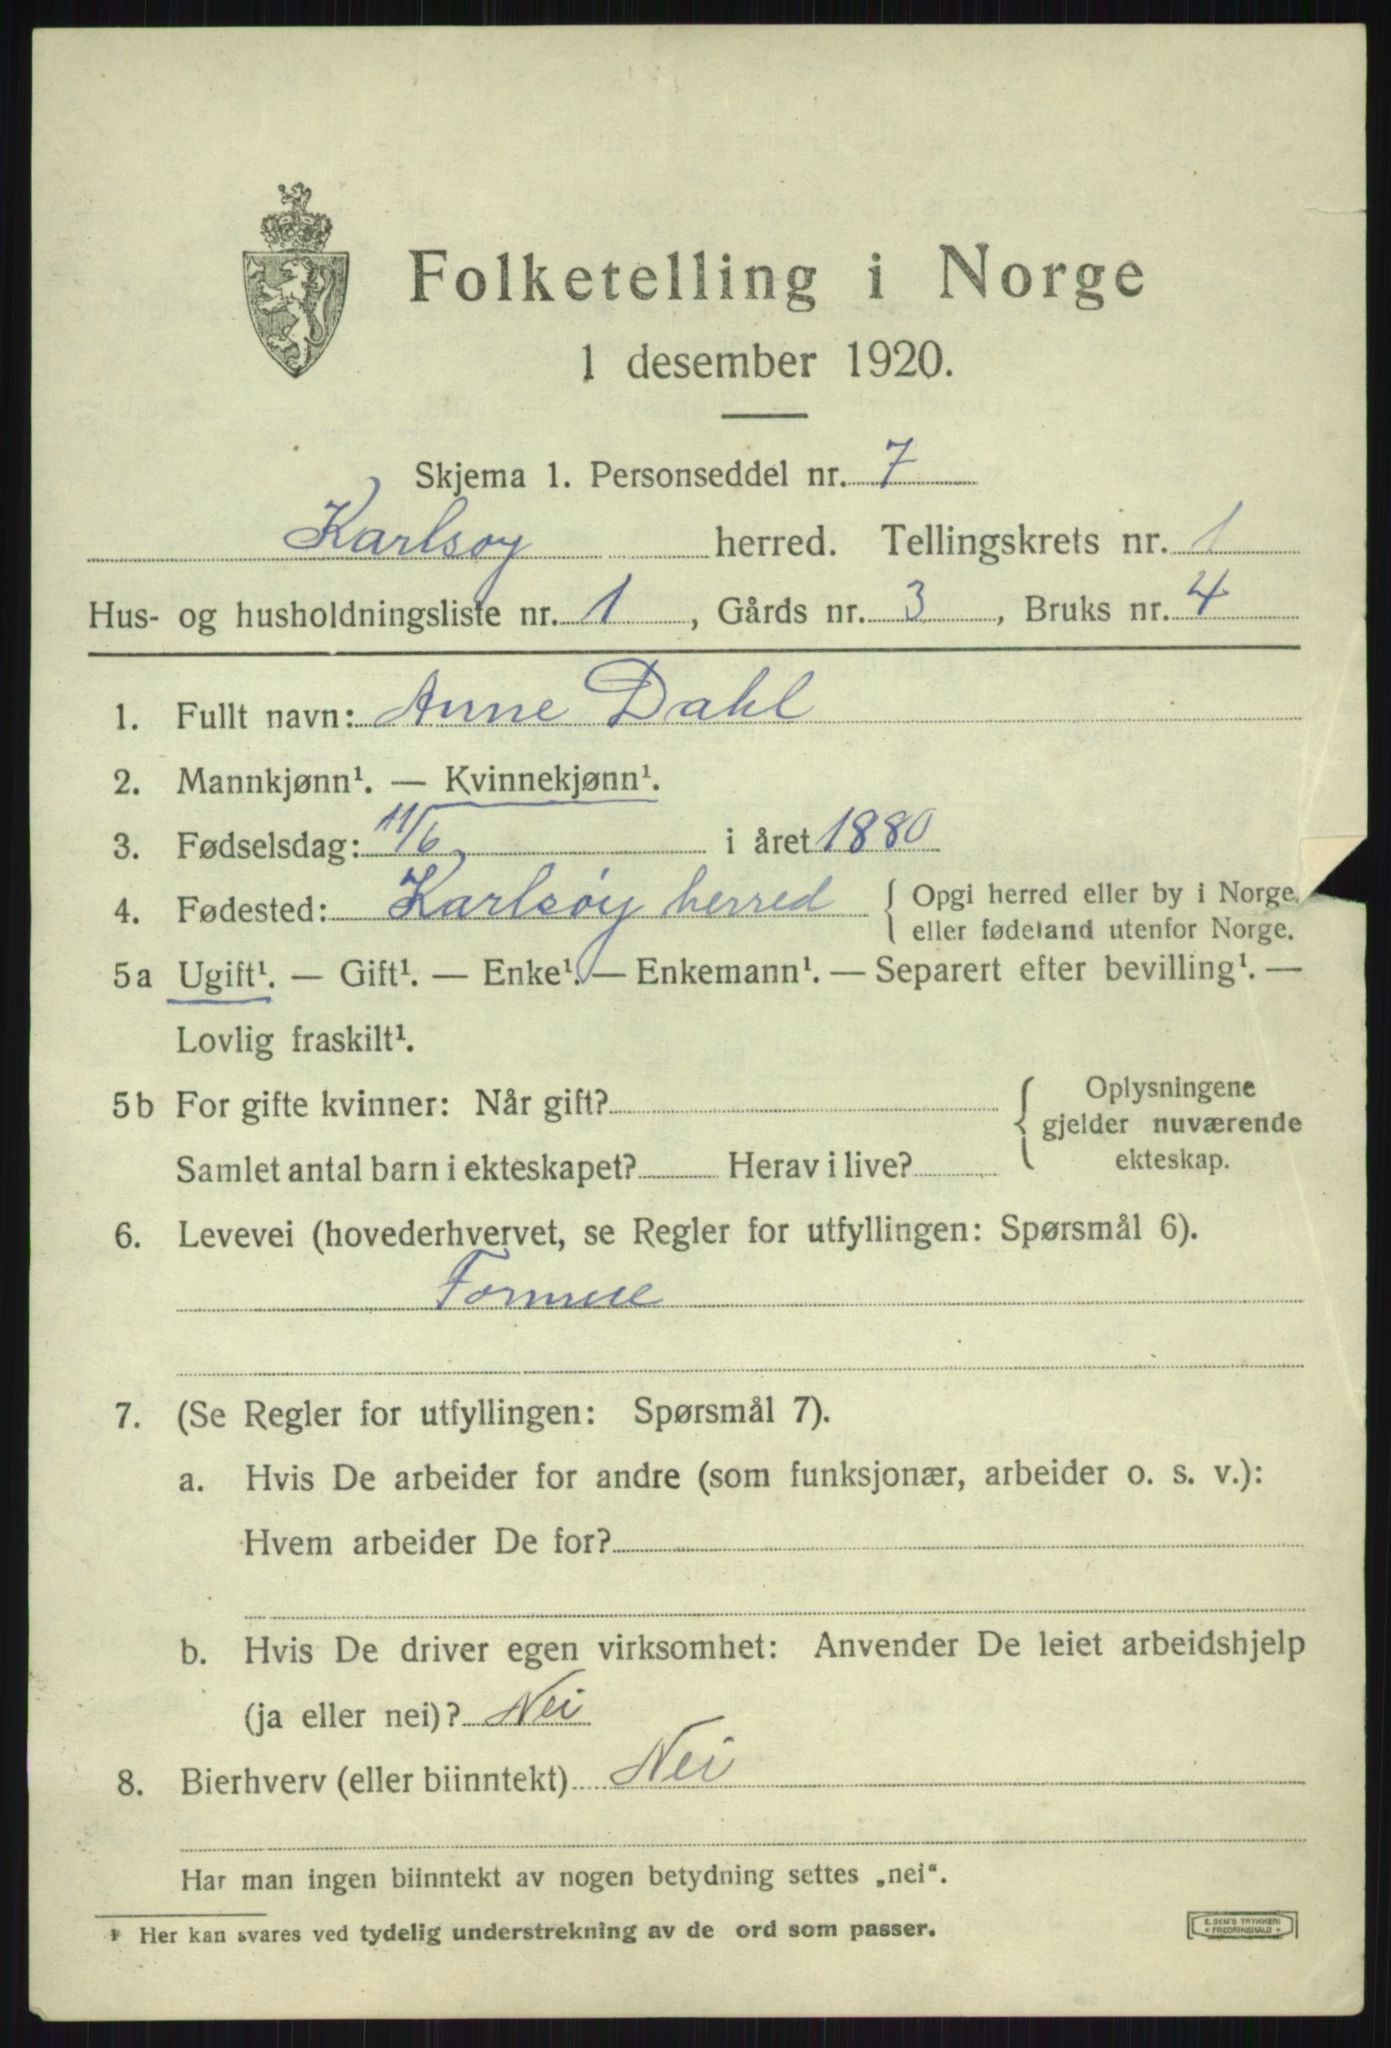 Folketelling i Norge
1 desember 1920.
Skjema 1. Personseddel nr. 7
Karlsøy herred. Tellingskrets nr. 1
Hus- og husholdningsliste nr. 1, Gårds nr. 3, Bruks nr. 4
1. Fullt navn: Anne Dahl
2. Mannkjønn¹. — Kvinnekjønn¹.
3. Fødselsdag: 11/6 i året 1880
4. Fødested: Karlsøy herred { Opgi herred eller by i Norge,
eller fødeland utenfor Norge.
5a Ugift¹. — Gift¹. — Enke¹. — Enkemann¹. — Separert efter bevilling¹. —
Lovlig fraskilt¹.
5b For gifte kvinner: Når gift? { Oplysningene
gjelder nuværende
ekteskap.
Samlet antal barn i ekteskapet? Herav i live?
6. Levevei (hovederhvervet, se Regler for utfyllingen: Spørsmål 6).
Formue
7. (Se Regler for utfyllingen: Spørsmål 7).
a. Hvis De arbeider for andre (som funksjonær, arbeider o. s. v.):
Hvem arbeider De for?
b. Hvis De driver egen virksomhet: Anvender De leiet arbeidshjelp
(ja eller nei)? Nei
8. Bierhverv (eller biinntekt) Nei
Har man ingen biinntekt av nogen betydning settes „nei“.
¹ Her kan svares ved tydelig understrekning av de ord som passer.
E. SEM'S TRYKKERI
* FREDRIKSHALD *